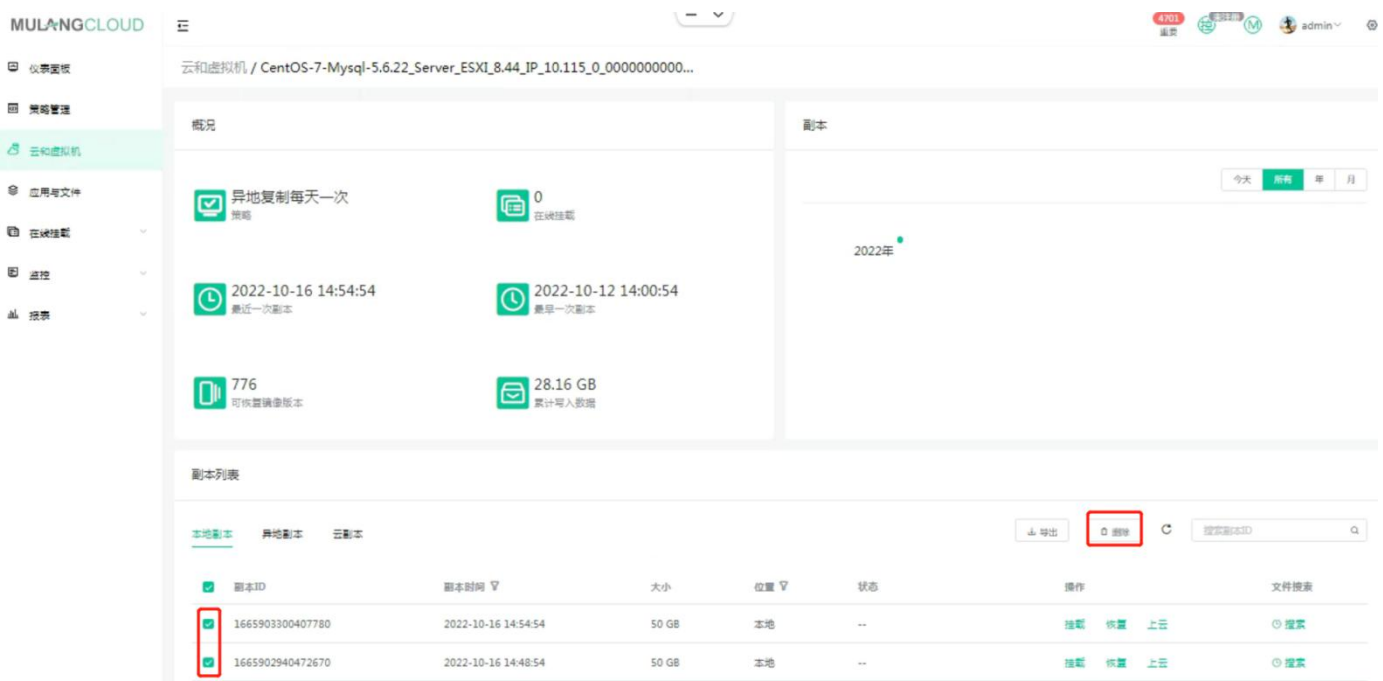 MULANGCLOUD
4701
重要
M
admin
仪表面板
策略管理
云和虚拟机
应用与文件
在线挂载
监控
报表
云和虚拟机 / CentOS-7-Mysql-5.6.22_Server_ESXI_8.44_IP_10.115_0_0000000000...
概况
异地复制每天一次
策略
0
在线挂载
2022-10-16 14:54:54
最近一次副本
2022-10-12 14:00:54
最早一次副本
776
可恢复镜像版本
28.16 GB
累计写入数据
副本
今天 所有 年 月
2022年
副本列表
本地副本 异地副本 云副本
导出 删除 搜索副本ID
副本ID 副本时间 大小 位置 状态 操作 文件搜索
1665903300407780 2022-10-16 14:54:54 50 GB 本地 -- 挂载 恢复 上云 搜索
1665902940472670 2022-10-16 14:48:54 50 GB 本地 -- 挂载 恢复 上云 搜索